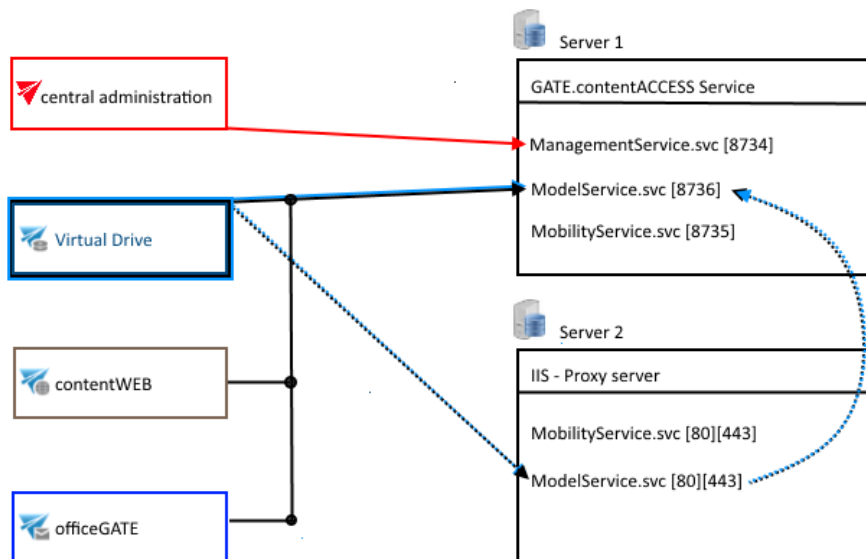 Server 1
central administration
GATE.contentACCESS Service
ManagementService.svc [8734]
ModelService.svc [8736]
MobilityService.svc [8735]
Virtual Drive
Server 2
contentWEB
IIS - Proxy server
MobilityService.svc [80][443]
ModelService.svc [80][443]
officeGATE